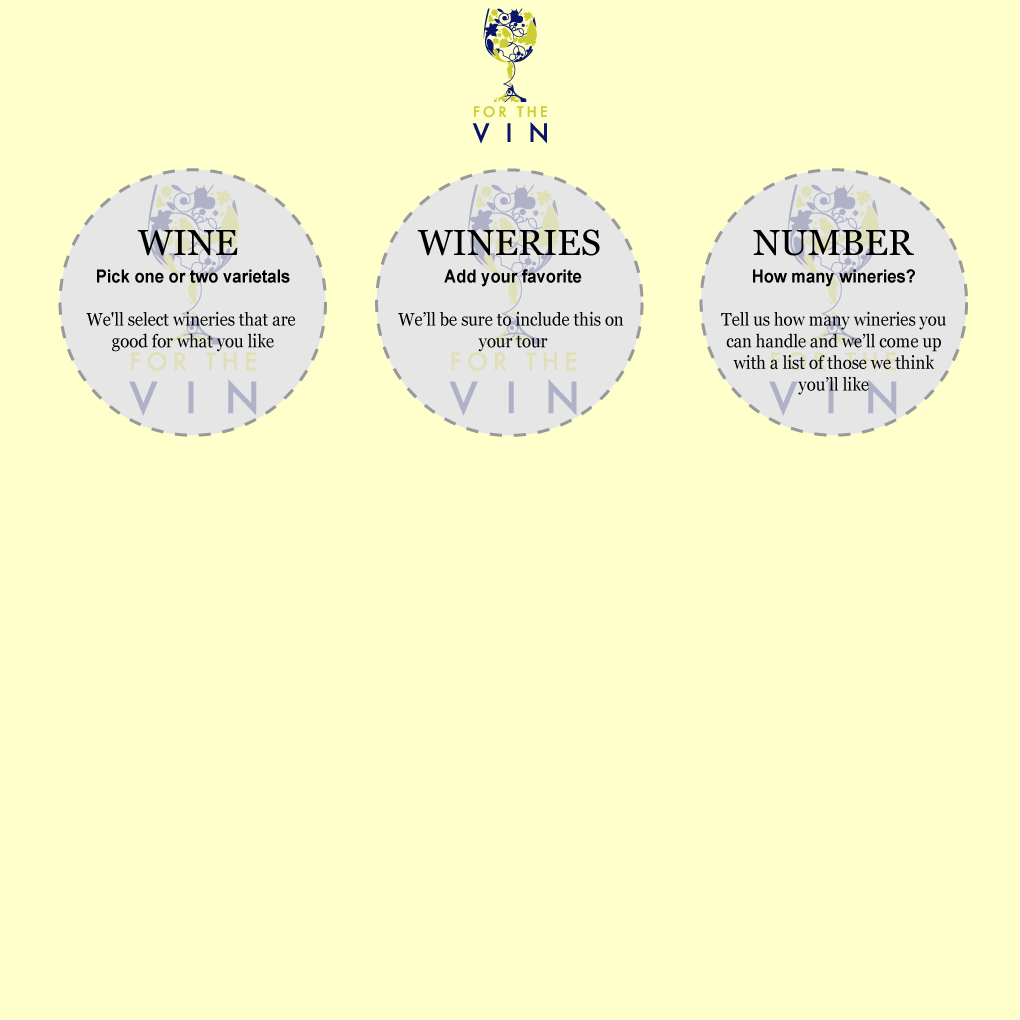 FOR THE
VIN
WINE
Pick one or two varietals
We'll select wineries that are
good for what you like
FOR THE
VIN
WINERIES
Add your favorite
We’ll be sure to include this on
your tour
FOR THE
VIN
NUMBER
How many wineries?
Tell us how many wineries you
can handle and we’ll come up
with a list of those we think
you’ll like
FOR THE
VIN